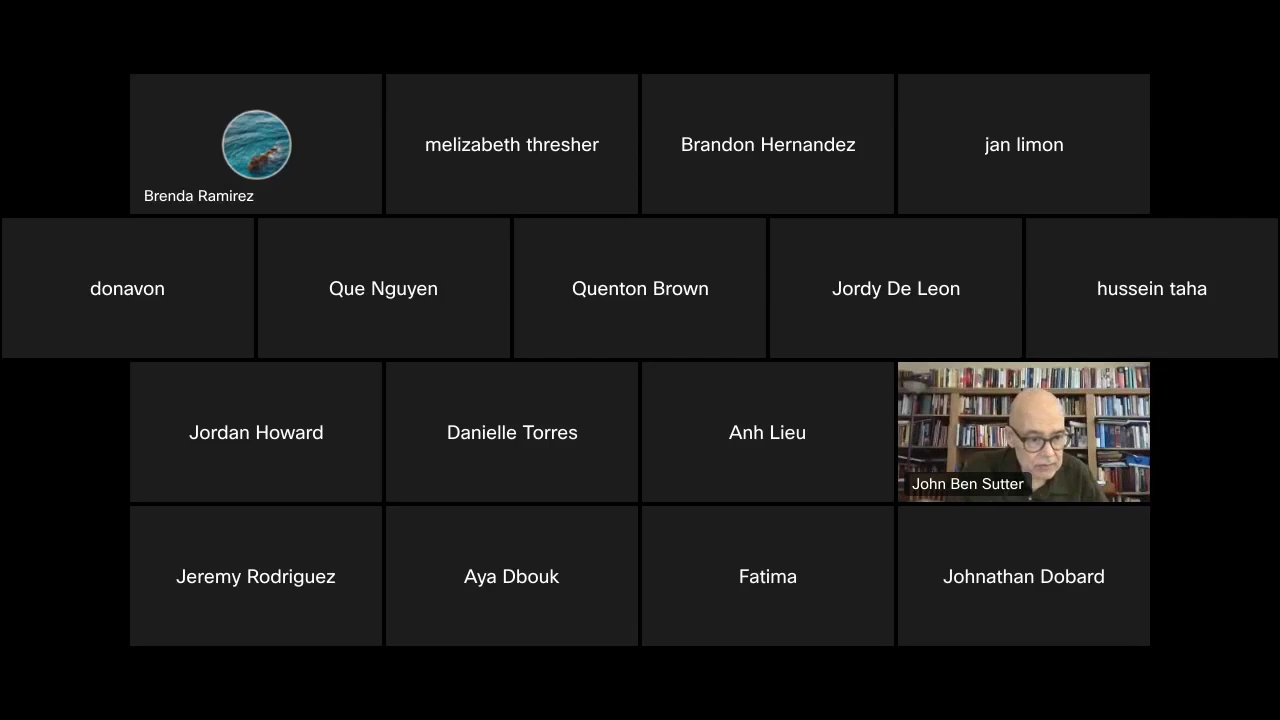 Brenda Ramirez
melizabeth thresher
Brandon Hernandez
jan limon
donavon
Que Nguyen
Quenton Brown
Jordy De Leon
hussein taha
Jordan Howard
Danielle Torres
Anh Lieu
John Ben Sutter
Jeremy Rodriguez
Aya Dbouk
Fatima
Johnathan Dobard